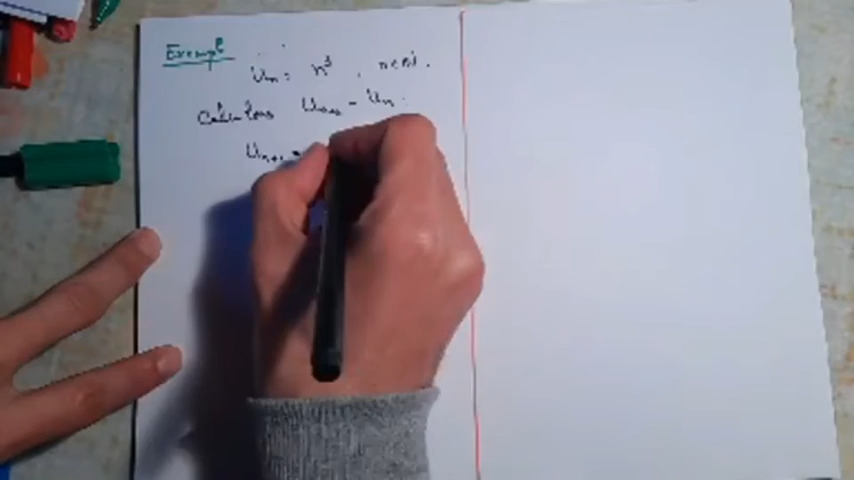 Exemple
Un = n³, n∈ℕ.
Calculons Un+1 - Un.
Un+1 -